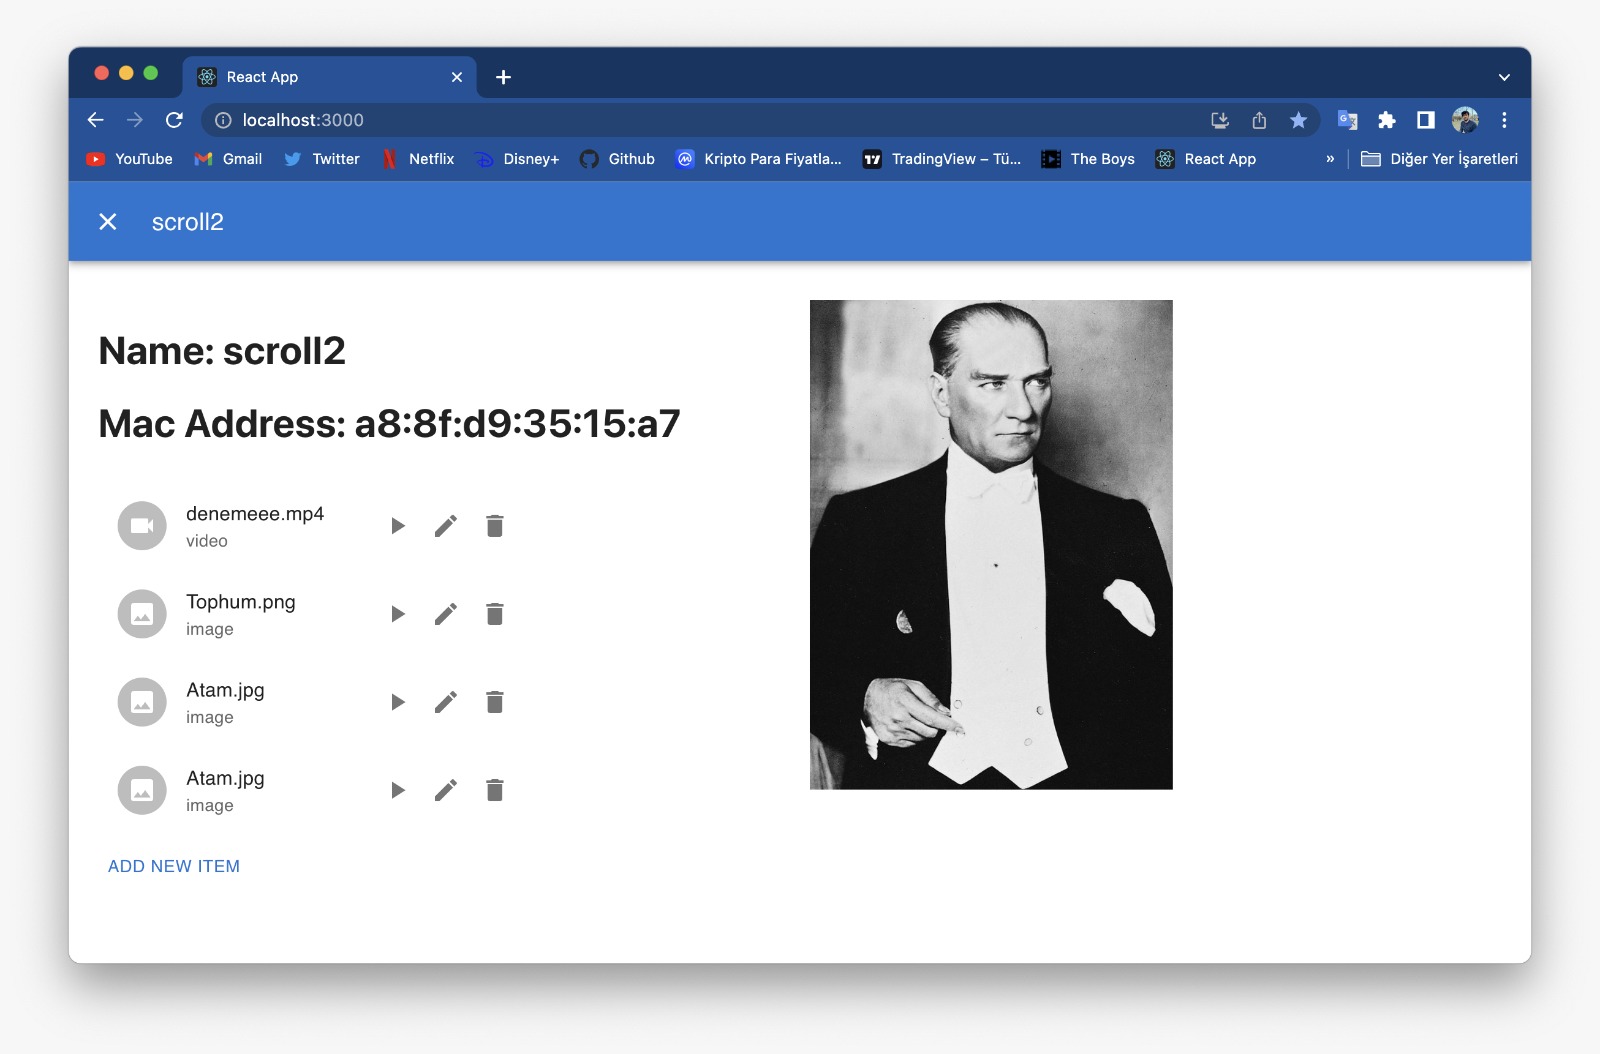 React App
localhost:3000
YouTube Gmail Twitter Netflix Disney+ Github Kripto Para Fiyatla... TradingView – Tü... The Boys React App » Diğer Yer İşaretleri
scroll2
Name: scroll2
Mac Address: a8:8f:d9:35:15:a7
denemeee.mp4
video
Tophum.png
image
Atam.jpg
image
Atam.jpg
image
ADD NEW ITEM